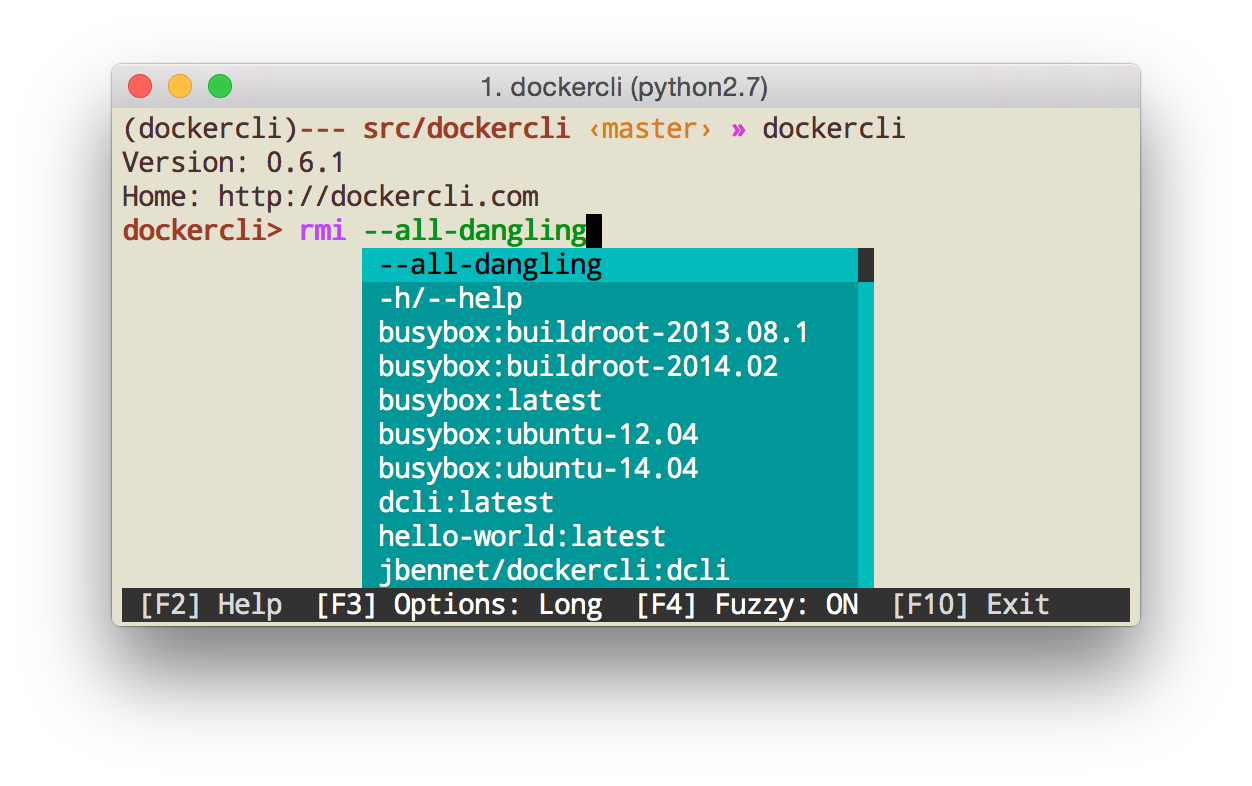 1. dockercli (python2.7)
(dockercli)--- src/dockercli ‹master› » dockercli
Version: 0.6.1
Home: http://dockercli.com
dockercli> rmi --all-dangling
--all-dangling
-h/--help
busybox:buildroot-2013.08.1
busybox:buildroot-2014.02
busybox:latest
busybox:ubuntu-12.04
busybox:ubuntu-14.04
dcli:latest
hello-world:latest
jbennet/dockercli:dcli
[F2] Help [F3] Options: Long [F4] Fuzzy: ON [F10] Exit